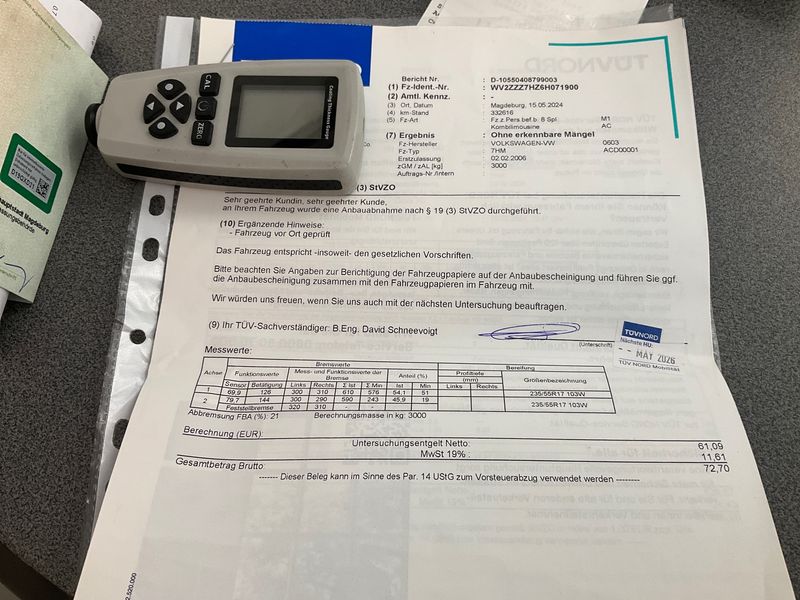 TÜVNORD
Bericht Nr. : D-10550408799003
(1) Fz-Ident.-Nr. : WV2ZZZ7HZ6H071900
(2) Amtl. Kennz. : -
(3) Ort, Datum : Magdeburg, 15.05.2024
(4) km-Stand : 332616
(5) Fz-Art : Fz.z.Pers.bef.b. 8 Spl M1
Kombilimousine AC
(7) Ergebnis : Ohne erkennbare Mängel
Fz-Hersteller : VOLKSWAGEN-VW 0603
Fz-Typ : 7HM ACD00001
Erstzulassung : 02.02.2006
zGM / zAL [kg] : 3000
Auftrags-Nr./intern :
CAL
ZERO
Coating Thickness Gauge
D19QXD21
hauptstadt Magdeburg
(3) StVZO
Sehr geehrte Kundin, sehr geehrter Kunde,
an Ihrem Fahrzeug wurde eine Anbauabnahme nach § 19 (3) StVZO durchgeführt.
(10) Ergänzende Hinweise:
- Fahrzeug vor Ort geprüft
Das Fahrzeug entspricht -insoweit- den gesetzlichen Vorschriften.
Bitte beachten Sie Angaben zur Berichtigung der Fahrzeugpapiere auf der Anbaubescheinigung und führen Sie ggf.
die Anbaubescheinigung zusammen mit den Fahrzeugpapieren im Fahrzeug mit.
Wir würden uns freuen, wenn Sie uns auch mit der nächsten Untersuchung beauftragen.
(9) Ihr TÜV-Sachverständiger: B.Eng. David Schneevoigt
(Unterschrift)
TÜVNORD
Nächste HU:
-- MAY 2026
TÜV NORD Mobilität
Messwerte:
Bremswerte Bereifung
Achse Funktionswerte Mess- und Funktionswerte der Bremse Anteil (%) Profiltiefe (mm) Größenbezeichnung
Sensor Betätigung Links Rechts Σ Ist Σ Min Ist Min Links Rechts
1 69,9 126 300 310 610 576 54,1 51 235/55R17 103W
2 79,7 144 300 290 590 243 45,9 19 235/55R17 103W
Feststellbremse 320 310 -
Abbremsung FBA (%): 21 Berechnungsmasse in kg: 3000
Berechnung (EUR):
Untersuchungsentgelt Netto: 61,09
MwSt 19% : 11,61
Gesamtbetrag Brutto: 72,70
------- Dieser Beleg kann im Sinne des Par. 14 UStG zum Vorsteuerabzug verwendet werden --------
2.520.000